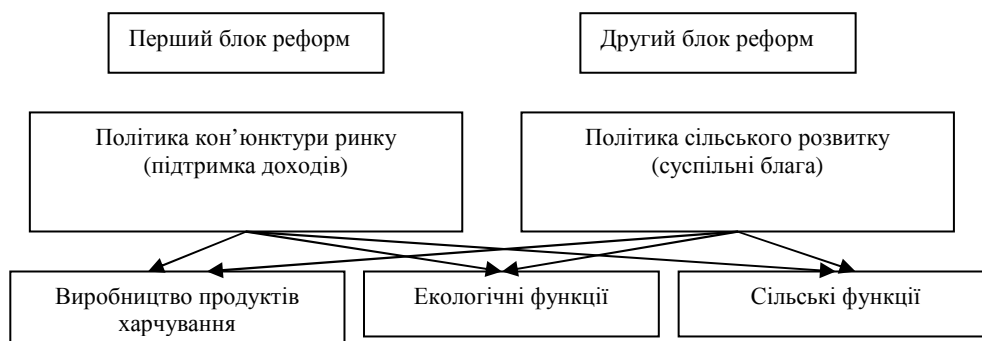 Перший блок реформ
Другий блок реформ
Політика кон’юнктури ринку
(підтримка доходів)
Політика сільського розвитку
(суспільні блага)
Виробництво продуктів
харчування
Екологічні функції
Сільські функції